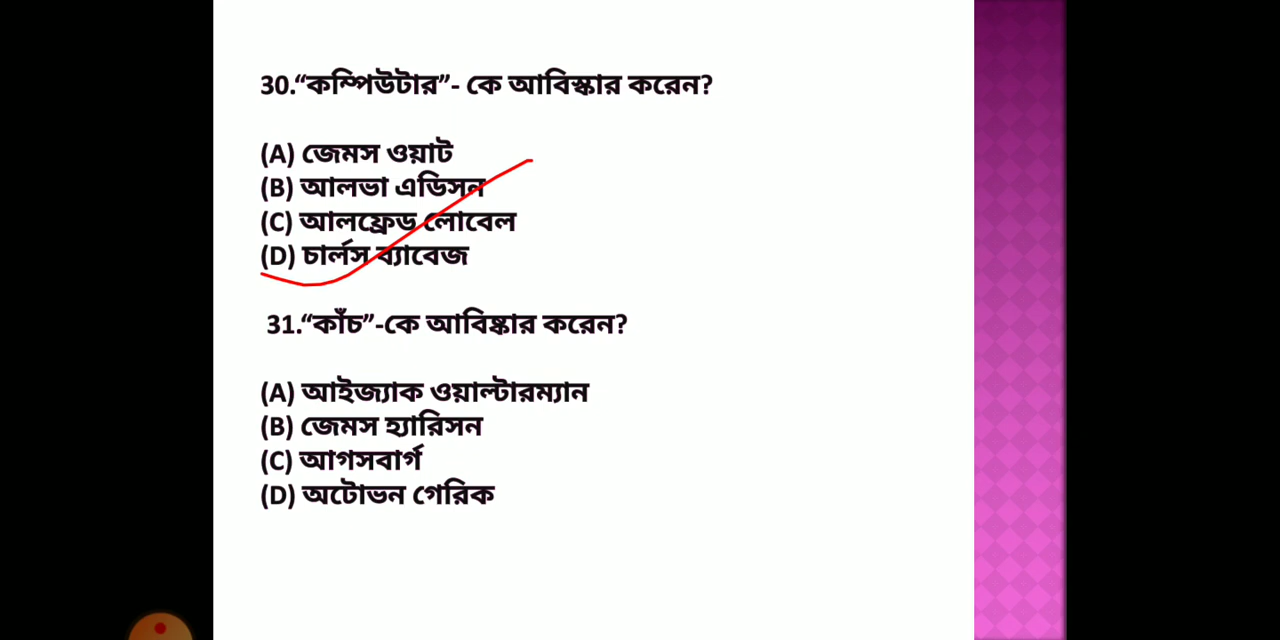 30.“কম্পিউটার”- কে আবিস্কার করেন?
(A) জেমস ওয়াট
(B) আলভা এডিসন
(C) আলফ্রেড লোবেল
(D) চার্লস ব্যাবেজ
31.“কাঁচ”-কে আবিষ্কার করেন?
(A) আইজ্যাক ওয়াল্টারম্যান
(B) জেমস হ্যারিসন
(C) আগসবার্গ
(D) অটোভন গেরিক